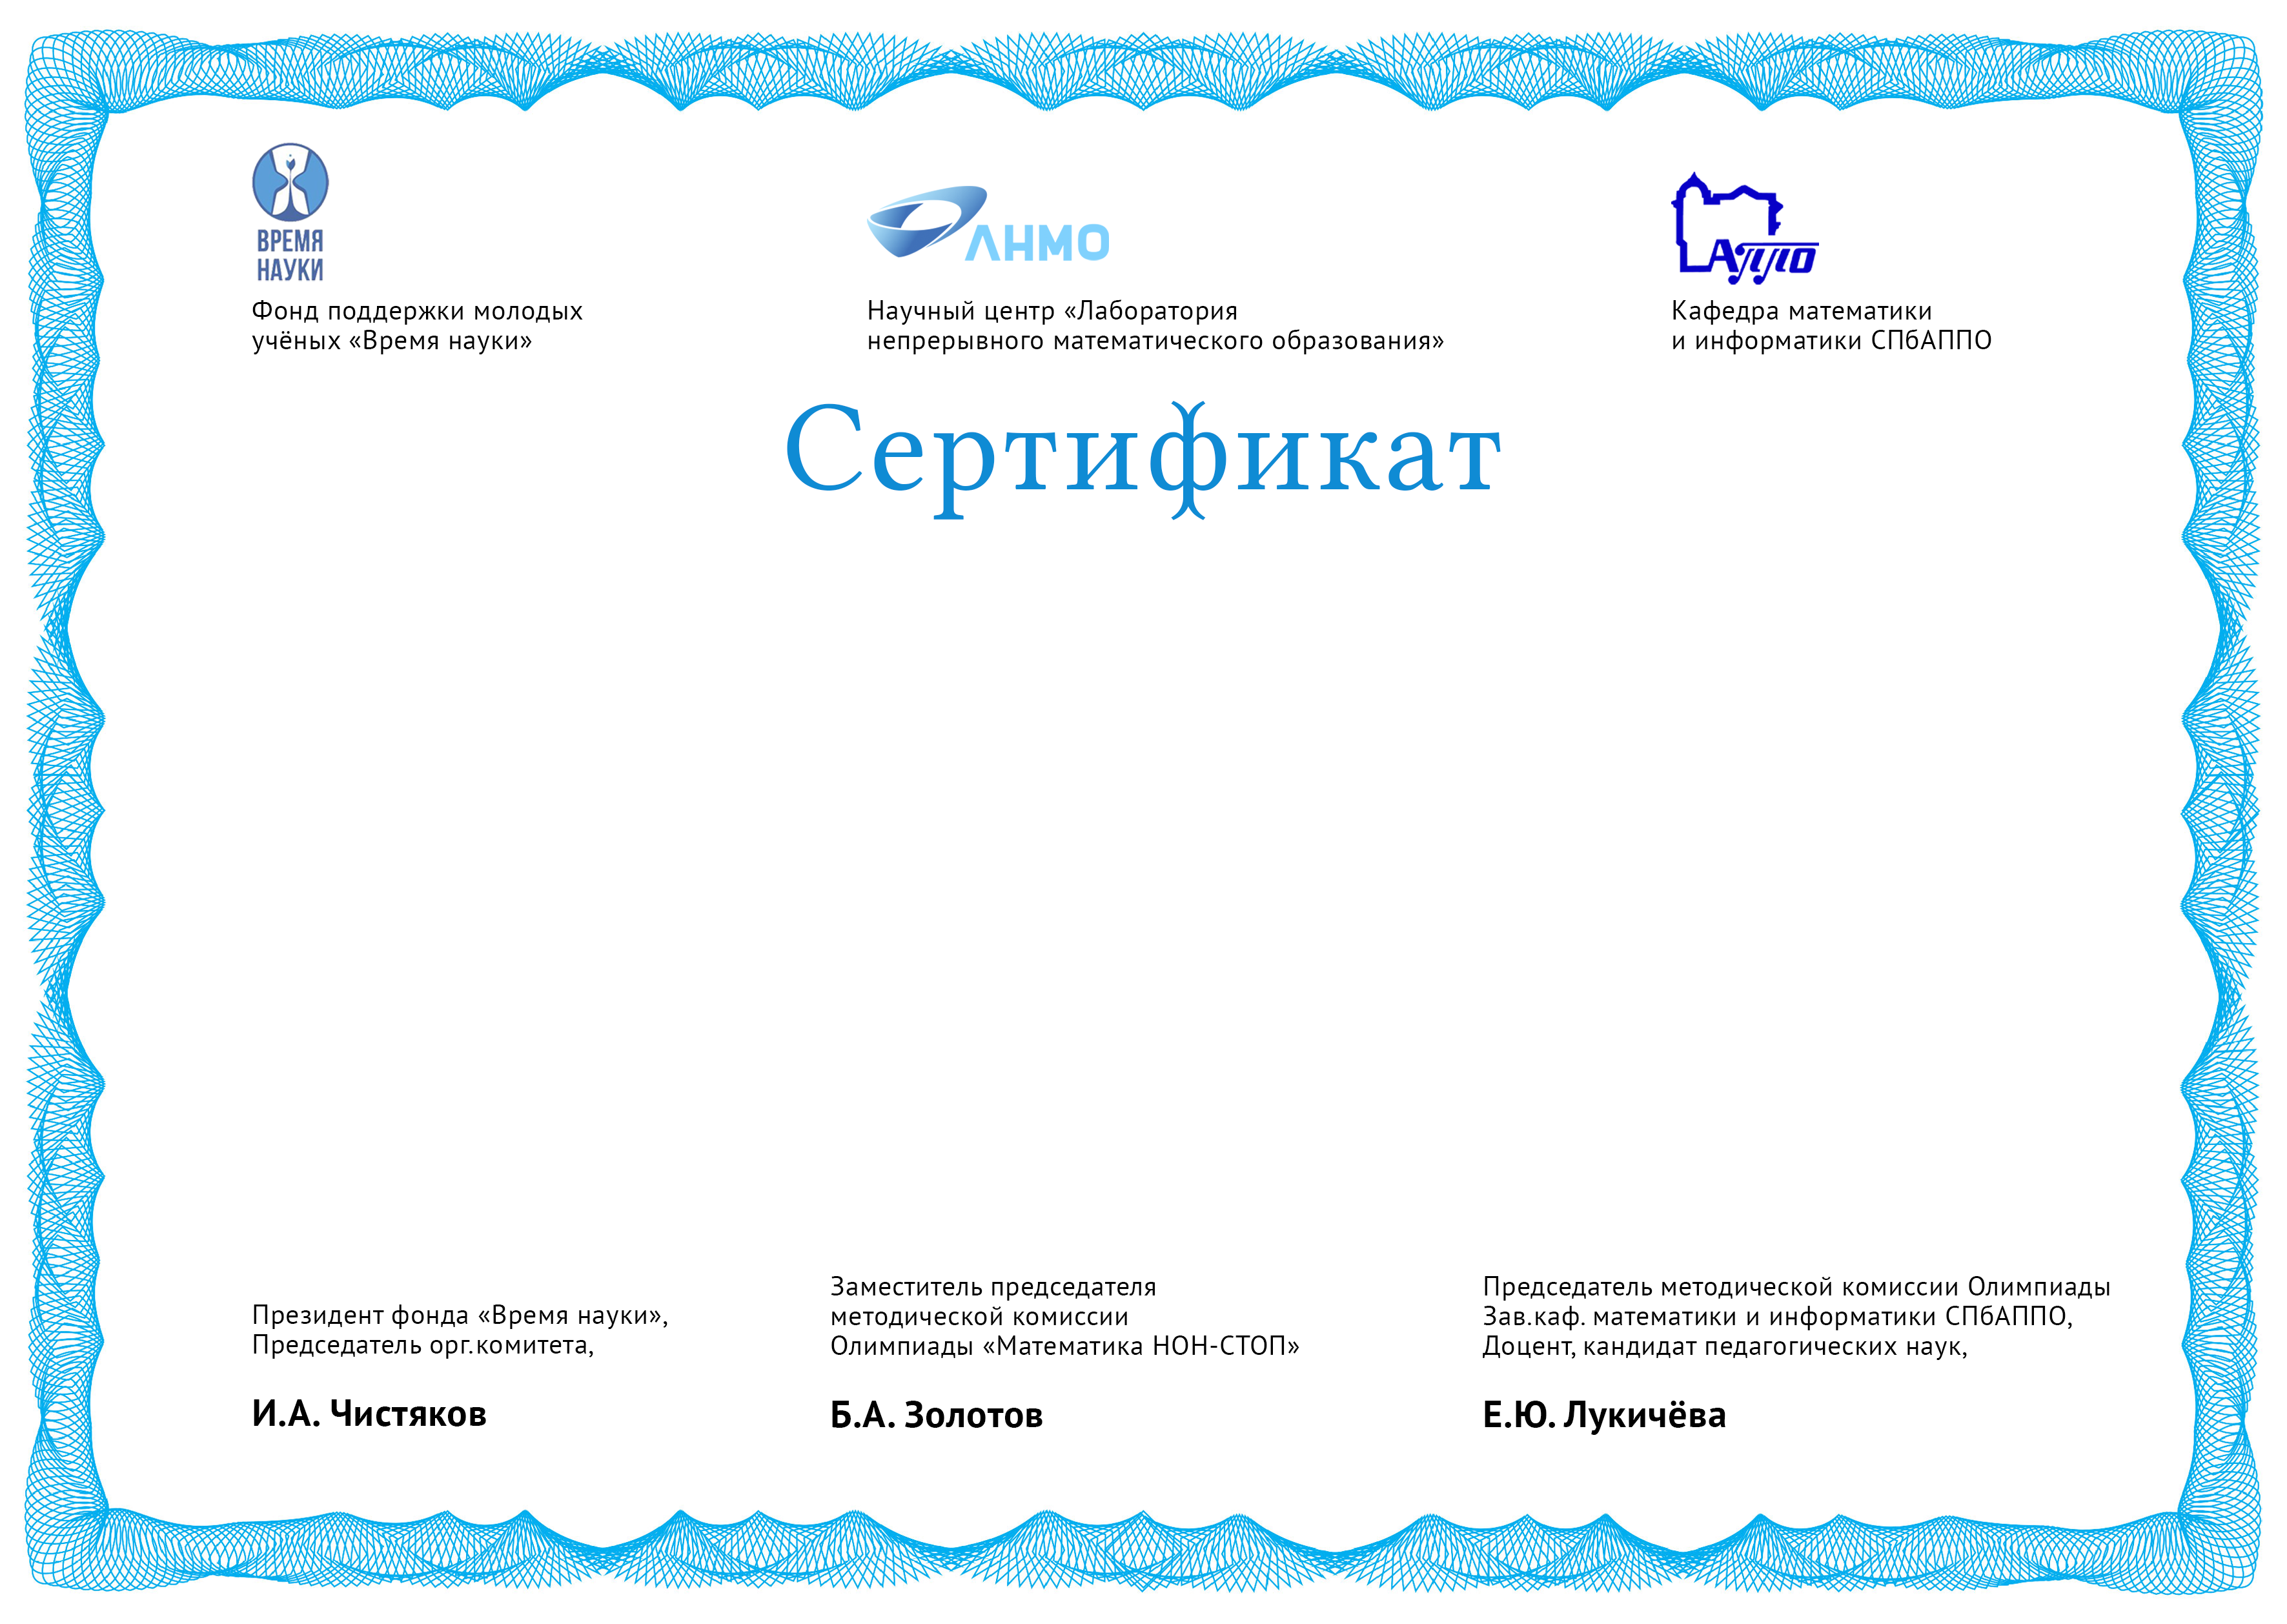 ВРЕМЯ
НАУКИ
Фонд поддержки молодых
учёных «Время науки»
ЛНМО
Научный центр «Лаборатория
непрерывного математического образования»
АППО
Кафедра математики
и информатики СПбАППО
Сертификат
Президент фонда «Время науки»,
Председатель орг.комитета,
И.А. Чистяков
Заместитель председателя
методической комиссии
Олимпиады «Математика НОН-СТОП»
Б.А. Золотов
Председатель методической комиссии Олимпиады
Зав.каф. математики и информатики СПбАППО,
Доцент, кандидат педагогических наук,
Е.Ю. Лукичёва